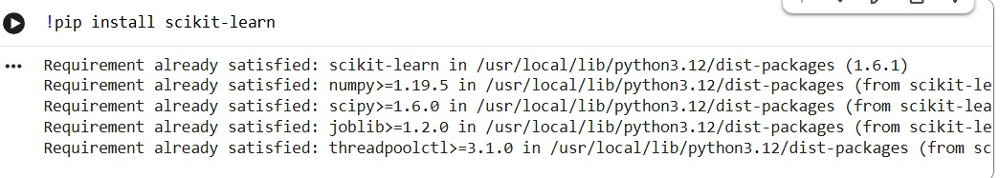 !pip install scikit-learn
Requirement already satisfied: scikit-learn in /usr/local/lib/python3.12/dist-packages (1.6.1)
Requirement already satisfied: numpy>=1.19.5 in /usr/local/lib/python3.12/dist-packages (from scikit-le
Requirement already satisfied: scipy>=1.6.0 in /usr/local/lib/python3.12/dist-packages (from scikit-lea
Requirement already satisfied: joblib>=1.2.0 in /usr/local/lib/python3.12/dist-packages (from scikit-le
Requirement already satisfied: threadpoolctl>=3.1.0 in /usr/local/lib/python3.12/dist-packages (from sc